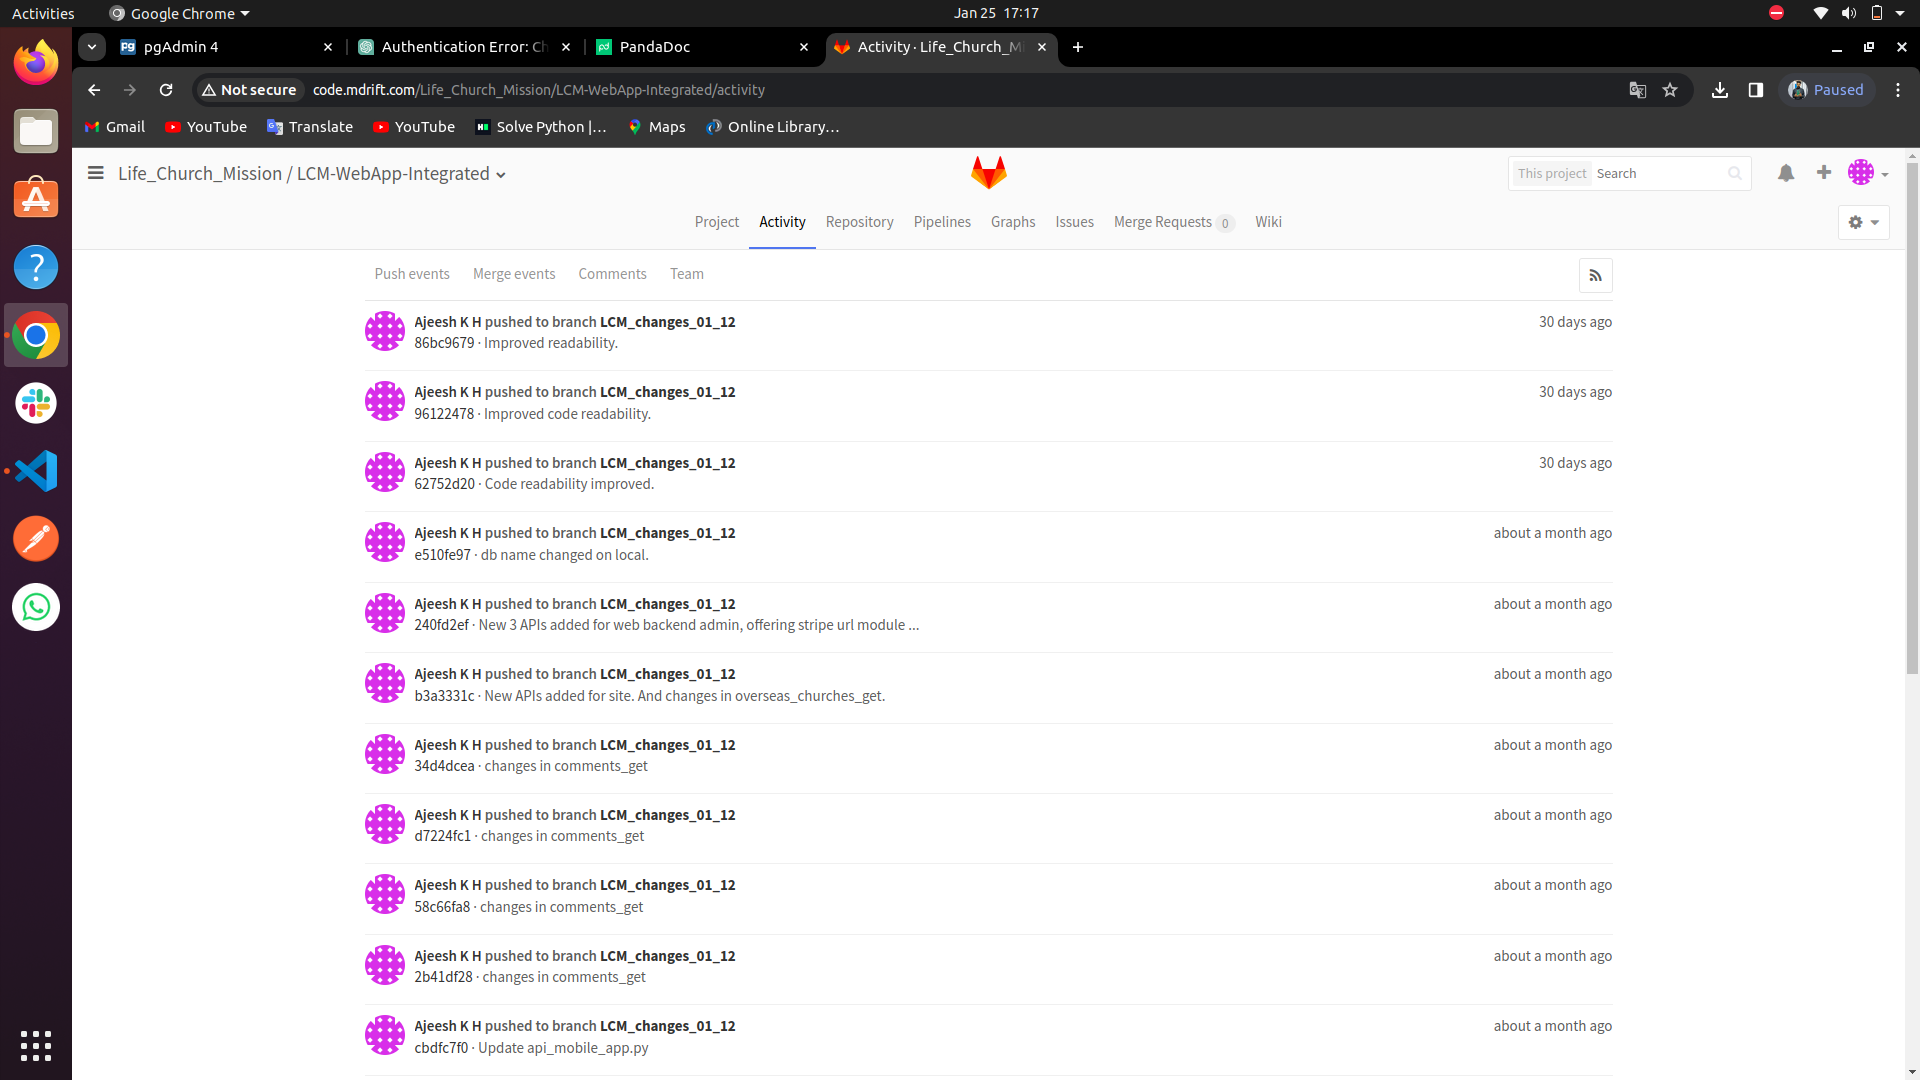 Activities Google Chrome Jan 25 17:17
pgAdmin 4 Authentication Error: Ch PandaDoc Activity · Life_Church_Mi
Not secure code.mdrift.com/Life_Church_Mission/LCM-WebApp-Integrated/activity Paused
Gmail YouTube Translate YouTube Solve Python |... Maps Online Library...
Life_Church_Mission / LCM-WebApp-Integrated This project Search
Project Activity Repository Pipelines Graphs Issues Merge Requests 0 Wiki
Push events Merge events Comments Team
Ajeesh K H pushed to branch LCM_changes_01_12 30 days ago
86bc9679 · Improved readability.
Ajeesh K H pushed to branch LCM_changes_01_12 30 days ago
96122478 · Improved code readability.
Ajeesh K H pushed to branch LCM_changes_01_12 30 days ago
62752d20 · Code readability improved.
Ajeesh K H pushed to branch LCM_changes_01_12 about a month ago
e510fe97 · db name changed on local.
Ajeesh K H pushed to branch LCM_changes_01_12 about a month ago
240fd2ef · New 3 APIs added for web backend admin, offering stripe url module ...
Ajeesh K H pushed to branch LCM_changes_01_12 about a month ago
b3a3331c · New APIs added for site. And changes in overseas_churches_get.
Ajeesh K H pushed to branch LCM_changes_01_12 about a month ago
34d4dcea · changes in comments_get
Ajeesh K H pushed to branch LCM_changes_01_12 about a month ago
d7224fc1 · changes in comments_get
Ajeesh K H pushed to branch LCM_changes_01_12 about a month ago
58c66fa8 · changes in comments_get
Ajeesh K H pushed to branch LCM_changes_01_12 about a month ago
2b41df28 · changes in comments_get
Ajeesh K H pushed to branch LCM_changes_01_12 about a month ago
cbdfc7f0 · Update api_mobile_app.py